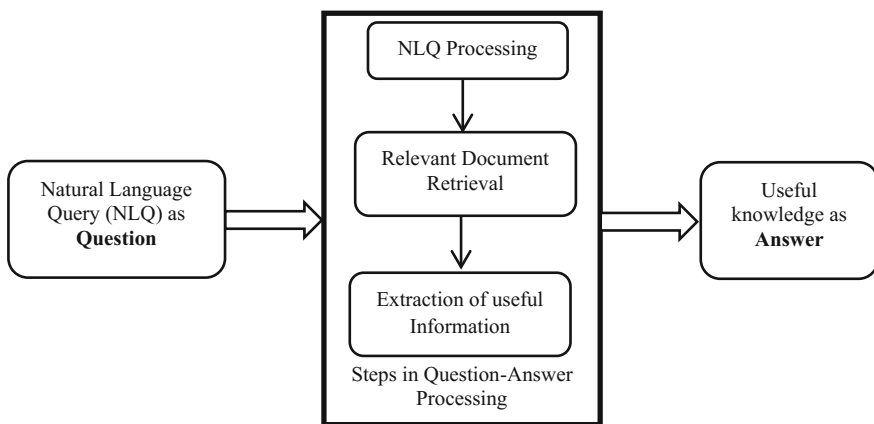 Natural Language
Query (NLQ) as
Question
NLQ Processing
Relevant Document
Retrieval
Extraction of useful
Information
Steps in Question-Answer
Processing
Useful
knowledge as
Answer